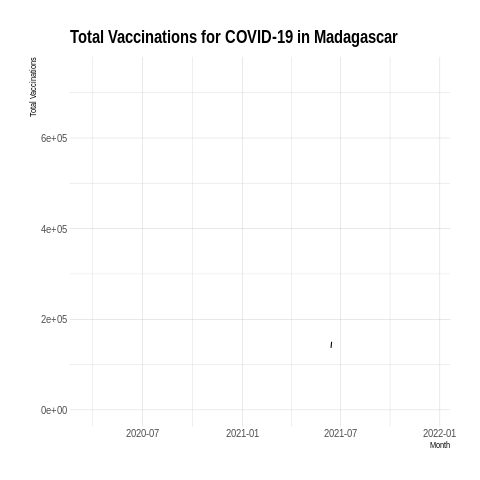 Total Vaccinations for COVID-19 in Madagascar
Total Vaccinations
6e+05
4e+05
2e+05
0e+00
2020-07 2021-01 2021-07 2022-01
Month